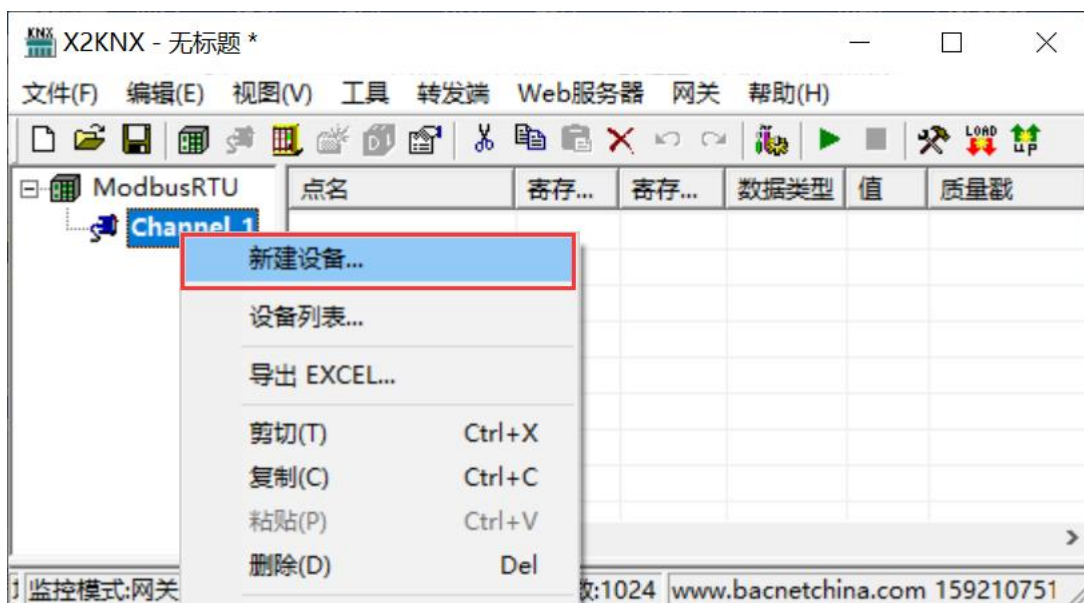 KNX X2KNX - 无标题 *
文件(F) 编辑(E) 视图(V) 工具 转发端 Web服务器 网关 帮助(H)
LOAD UP
ModbusRTU 点名 寄存... 寄存... 数据类型 值 质量戳
Channel_1
新建设备...
设备列表...
导出 EXCEL...
剪切(T) Ctrl+X
复制(C) Ctrl+C
粘贴(P) Ctrl+V
删除(D) Del
监控模式:网关 数:1024 www.bacnetchina.com 159210751